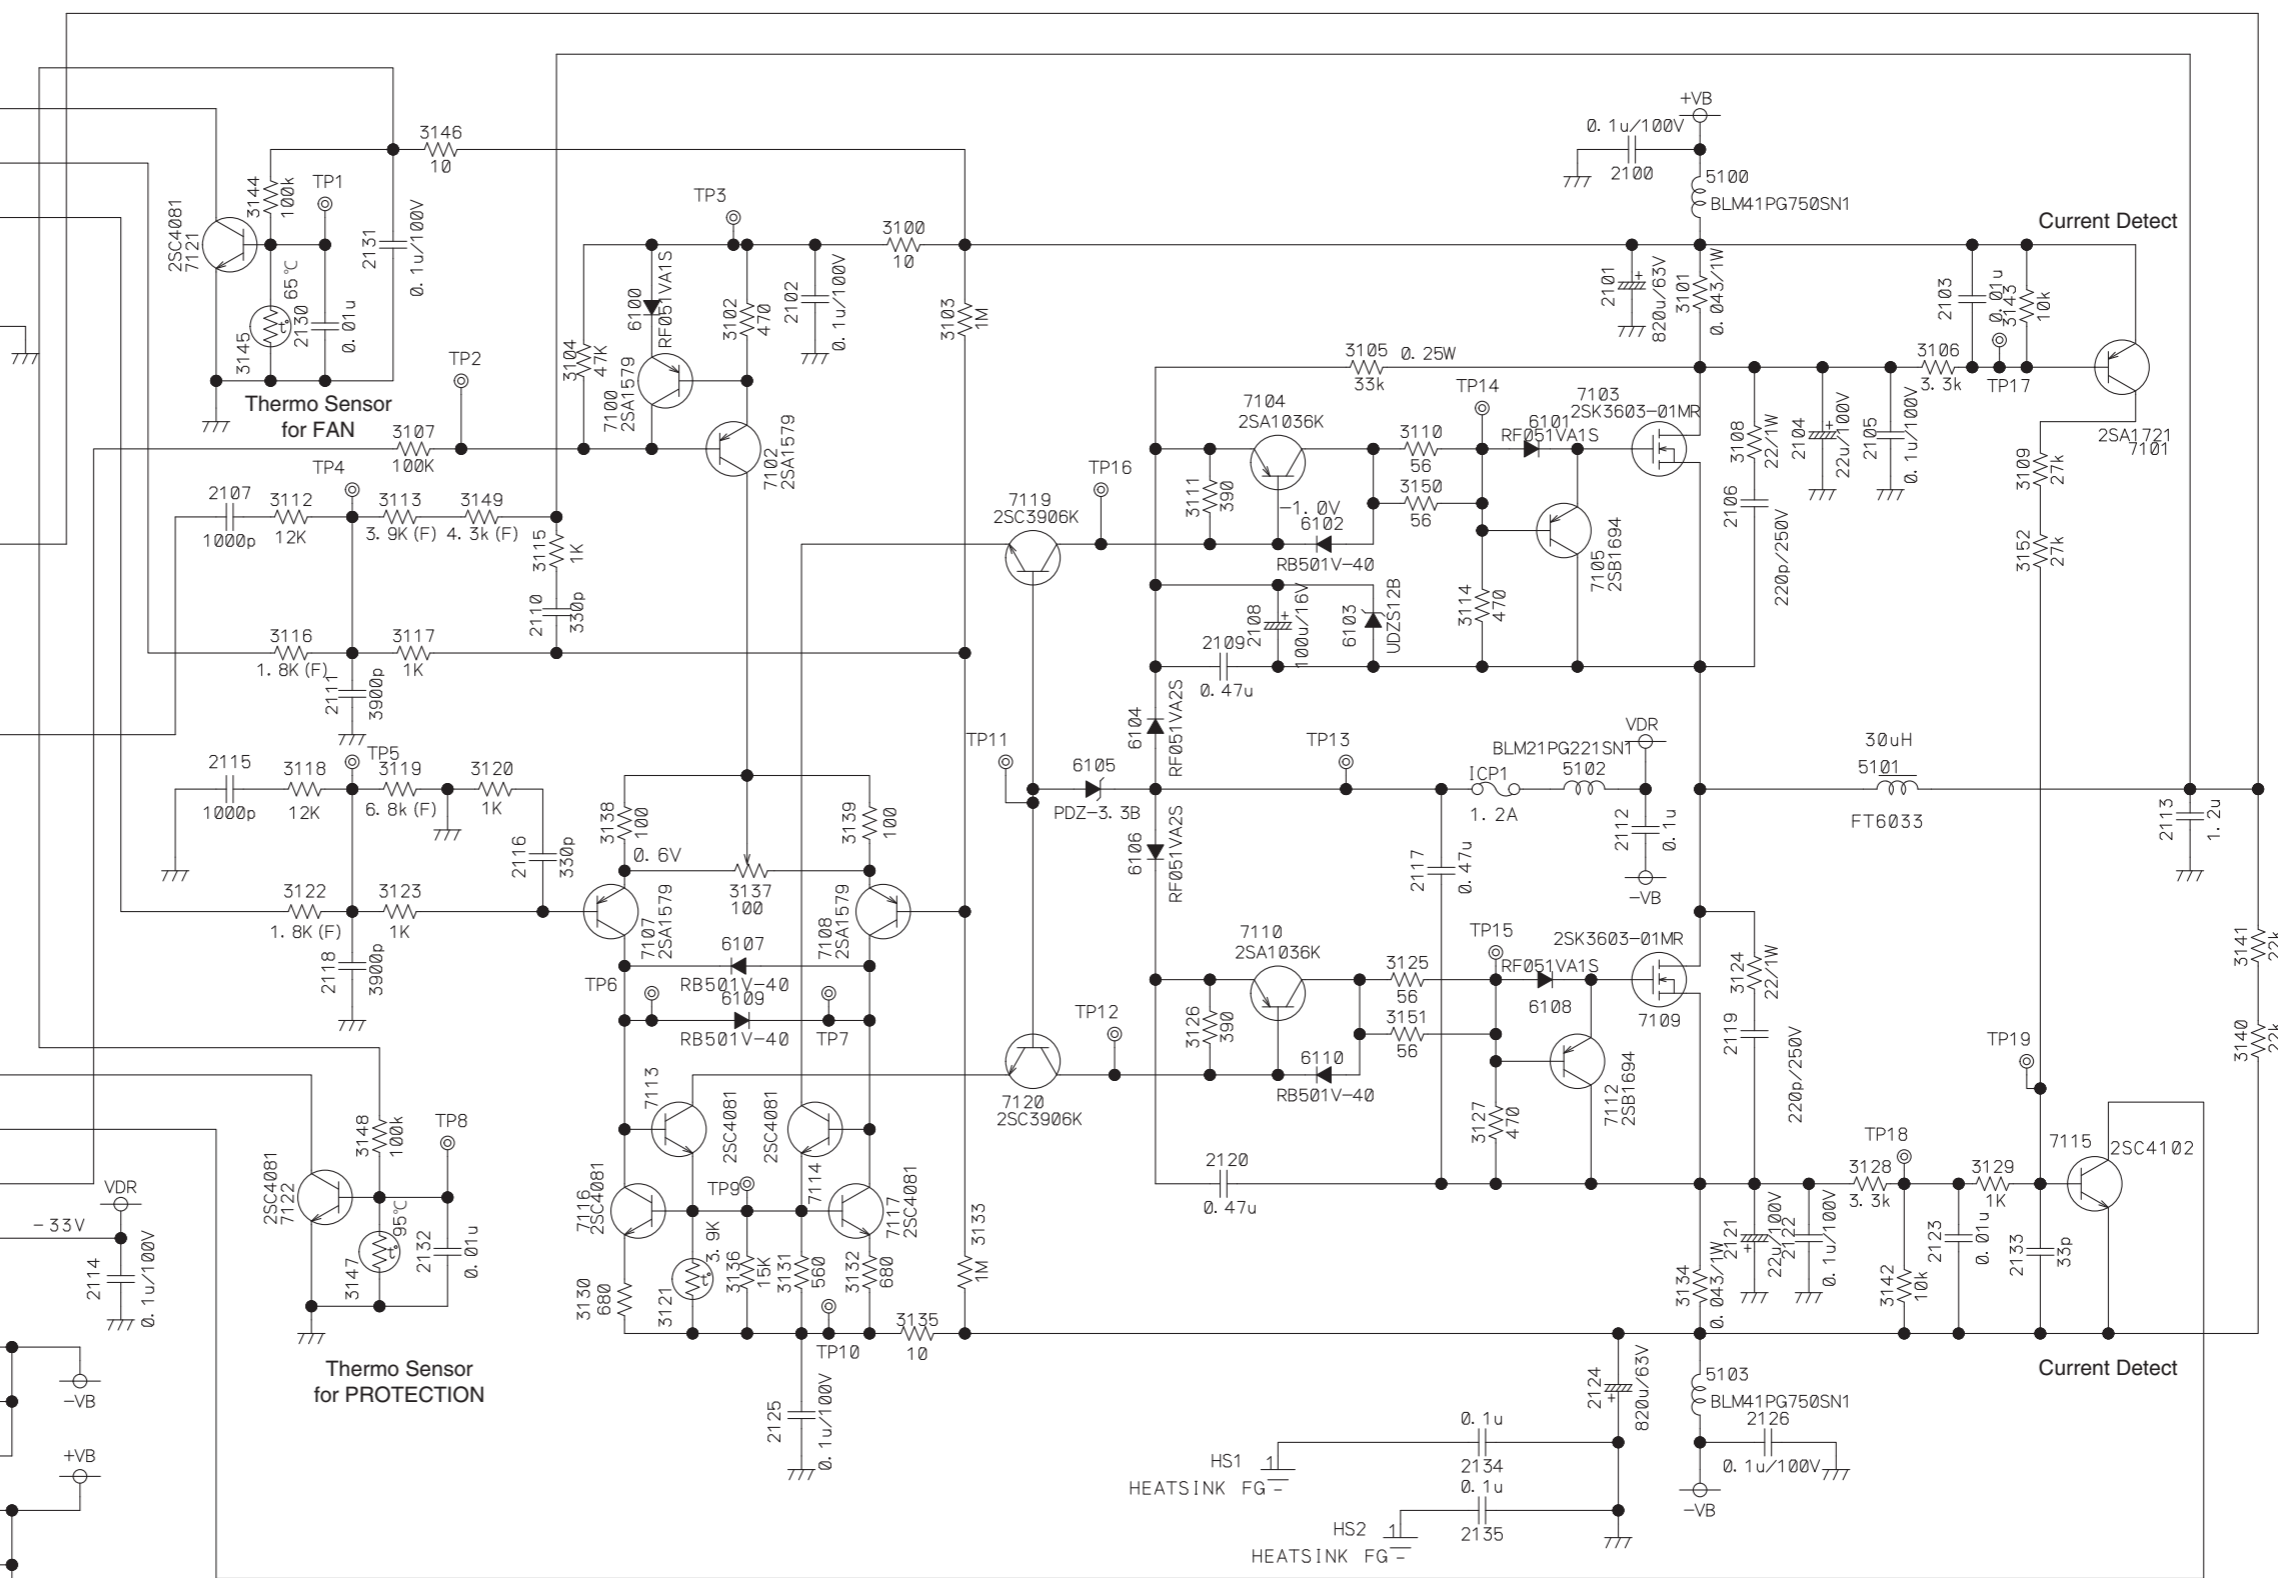 +VB
0.1u/100V
2100
5100
BLM41PG750SN1
Current Detect
3146
10
3144
100k
TP1
2SC4081
7121
2131
0.1u/100V
65℃
t°
3145
2130
0.01u
Thermo Sensor
for FAN
TP3
3100
10
6100
RF051VA1S
3102
470
2102
0.1u/100V
3103
1M
3104
47K
7100
2SA1579
TP2
3107
100K
7102
2SA1579
2101
820u/63V
3101
0.043/1W
2103
0.01u
3143
10k
3105
0.25W
33k
3106
3.3k
TP17
2SA1721
7101
TP4
2107
1000p
3112
12K
3113
3.9K(F)
3149
4.3k(F)
3115
1K
2110
330p
3116
1.8K(F)
3117
1K
2111
3900p
7119
2SC3906K
TP16
7104
2SA1036K
3111
390
-1.0V
6102
RB501V-40
3110
56
3150
56
TP14
6101
RF051VA1S
7103
2SK3603-01MR
7105
2SB1694
3114
470
3108
22/1W
2106
220p/250V
2104
22u/100V
2105
0.1u/100V
3109
27k
3152
27k
2108
100u/16V
6103
UDZS12B
2109
0.47u
6104
RF051VA2S
TP11
6105
PDZ-3.3B
TP13
ICP1
1.2A
BLM21PG221SN1
5102
VDR
2112
0.1u
-VB
30uH
5101
FT6033
2113
1.2u
6106
RF051VA2S
2117
0.47u
TP5
2115
1000p
3118
12K
3119
6.8k(F)
3120
1K
2116
330p
3122
1.8K(F)
3123
1K
2118
3900p
3138
100
3139
100
0.6V
3137
100
7107
2SA1579
7108
2SA1579
6107
RB501V-40
6109
RB501V-40
TP6
TP7
7113
2SC4081
2SC4081
7114
7120
2SC3906K
TP12
7110
2SA1036K
3126
390
6110
RB501V-40
3125
56
3151
56
TP15
RF051VA1S
6108
2SK3603-01MR
7109
7112
2SB1694
3127
470
3124
22/1W
2119
220p/250V
3141
22k
3140
22k
TP19
3148
100k
TP8
2SC4081
7122
95℃
t°
3147
2132
0.01u
Thermo Sensor
for PROTECTION
VDR
-33V
2114
0.1u/100V
-VB
+VB
7116
2SC4081
TP9
7117
2SC4081
3130
680
3121
t°
3.9K
3136
15K
3131
560
3132
680
3133
1M
TP10
3135
10
2125
0.1u/100V
2120
0.47u
3134
0.043/1W
2121
22u/100V
2122
0.1u/100V
3128
3.3k
TP18
3129
1K
3142
10k
2123
0.01u
2133
33p
7115
2SC4102
Current Detect
2124
820u/63V
5103
BLM41PG750SN1
2126
0.1u/100V
-VB
HS1
1
HEATSINK FG
0.1u
2134
HS2
1
HEATSINK FG
0.1u
2135